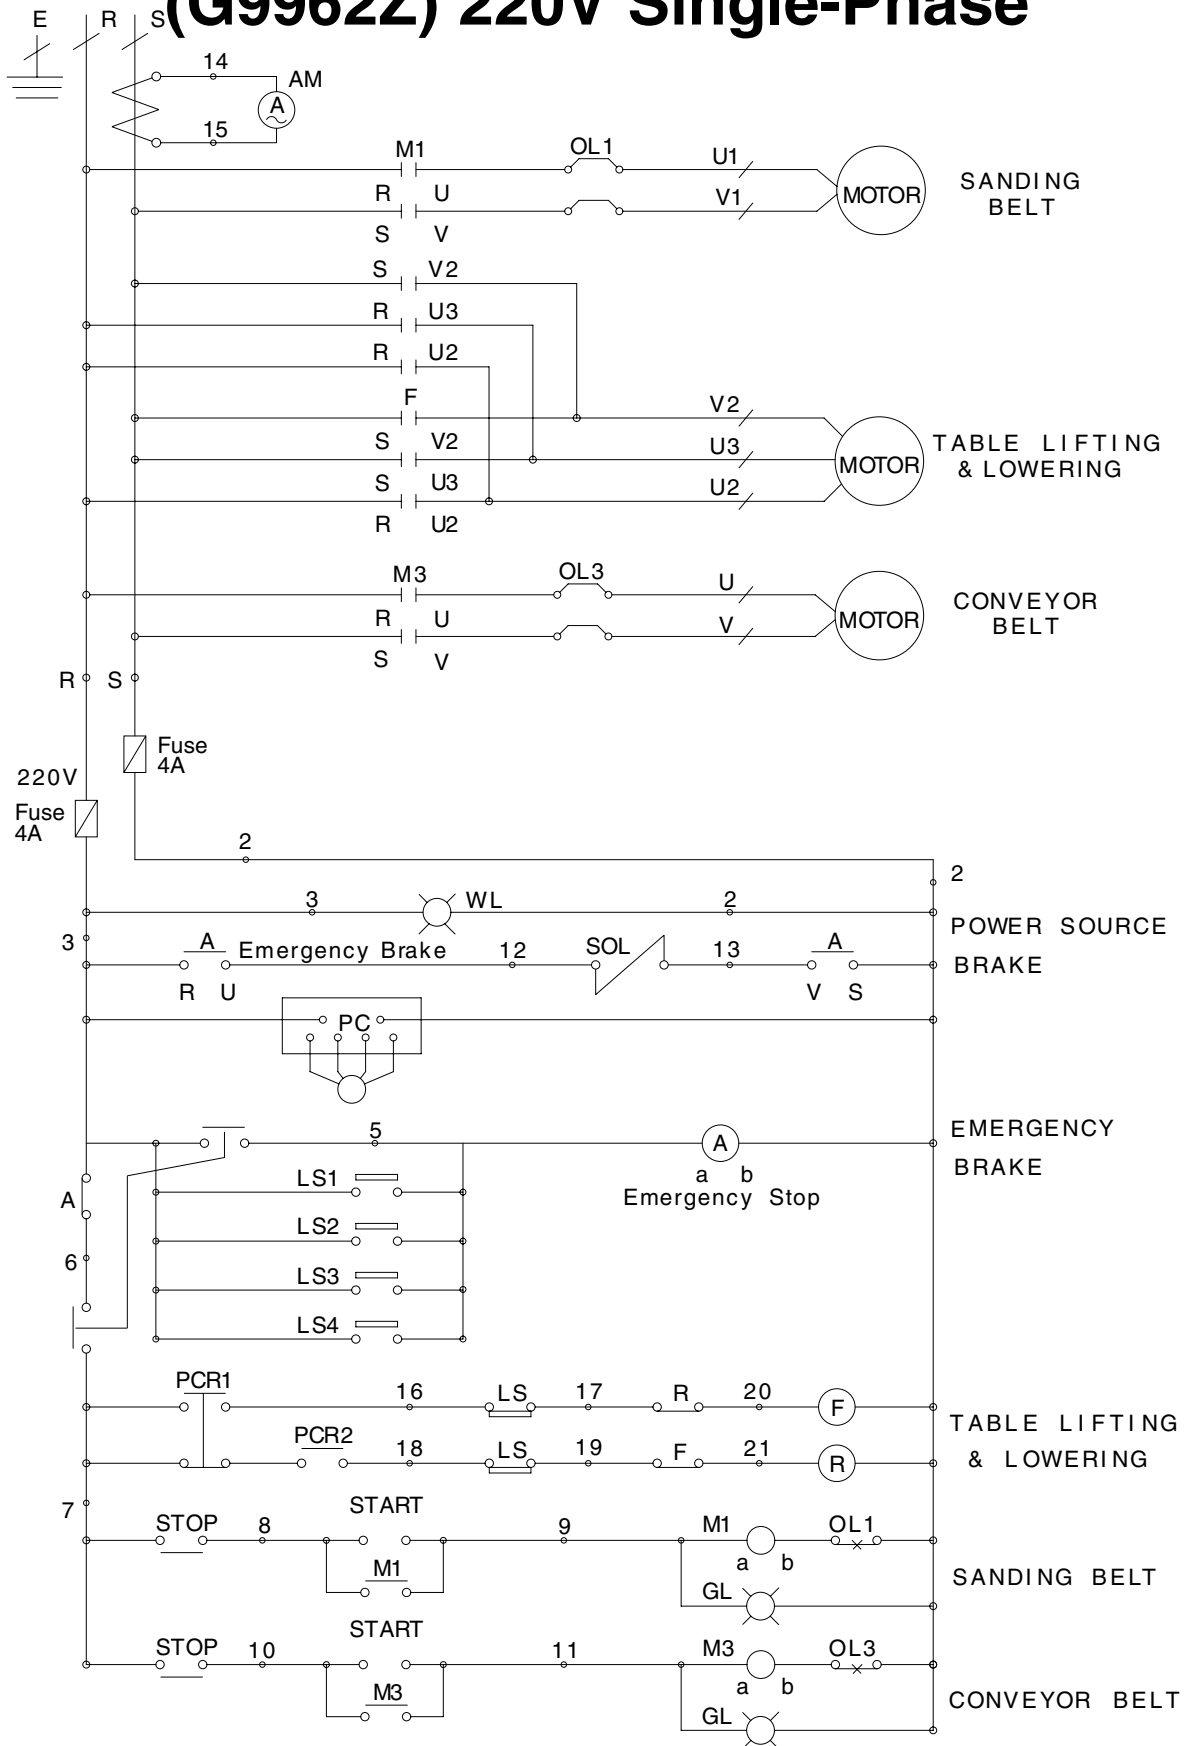 (G9962Z) 220V Single-Phase
E R S
14
AM
A
15
M1 OL1 U1
R U V1 MOTOR SANDING
BELT
S V
S V2
R U3
R U2
F V2
S V2 U3 MOTOR TABLE LIFTING
& LOWERING
S U3 U2
R U2
M3 OL3 U
R U V MOTOR CONVEYOR
BELT
S V
R S
Fuse
4A
220V
Fuse
4A
2
2
3 WL 2
POWER SOURCE
3 A Emergency Brake 12 SOL 13 A
BRAKE
R U V S
PC
5 A EMERGENCY
a b BRAKE
Emergency Stop
LS1
A
LS2
6
LS3
LS4
PCR1 16 LS 17 R 20 F
TABLE LIFTING
PCR2 18 LS 19 F 21 R
& LOWERING
7
START
STOP 8 9 M1 OL1
M1 a b
SANDING BELT
GL
START
STOP 10 11 M3 OL3
M3 a b
CONVEYOR BELT
GL